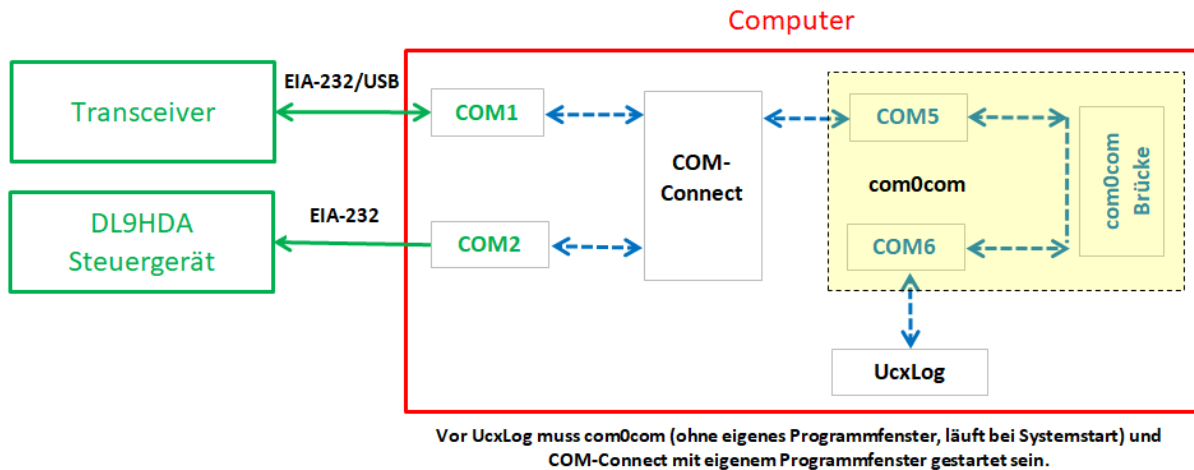 Computer
EIA-232/USB
Transceiver
COM1
COM-
Connect
COM5
com0com
com0com
Brücke
DL9HDA
Steuergerät
EIA-232
COM2
COM6
UcxLog
Vor UcxLog muss com0com (ohne eigenes Programmfenster, läuft bei Systemstart) und
COM-Connect mit eigenem Programmfenster gestartet sein.